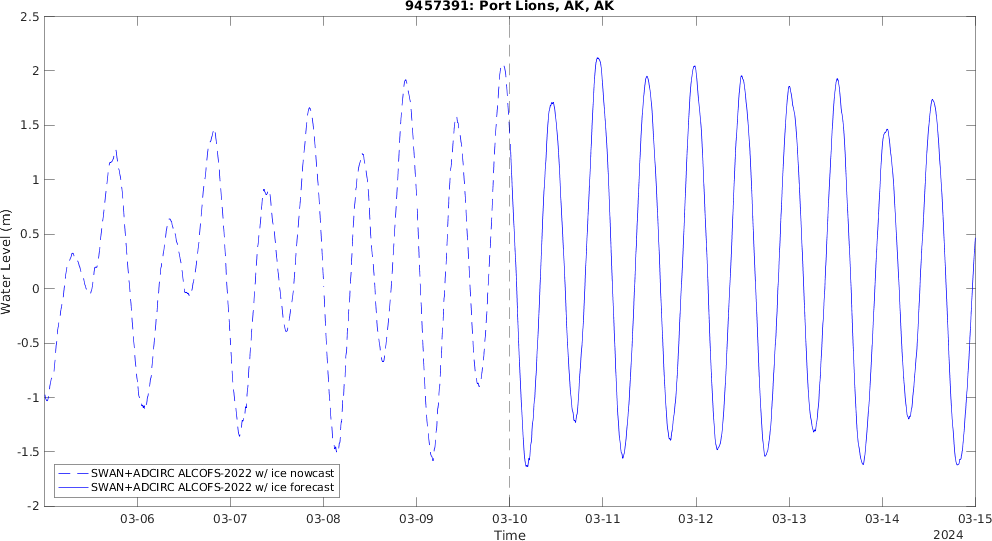 9457391: Port Lions, AK, AK
Water Level (m)
2.5
2
1.5
1
0.5
0
-0.5
-1
-1.5
-2
SWAN+ADCIRC ALCOFS-2022 w/ ice nowcast
SWAN+ADCIRC ALCOFS-2022 w/ ice forecast
03-06 03-07 03-08 03-09 03-10 03-11 03-12 03-13 03-14 03-15
Time
2024